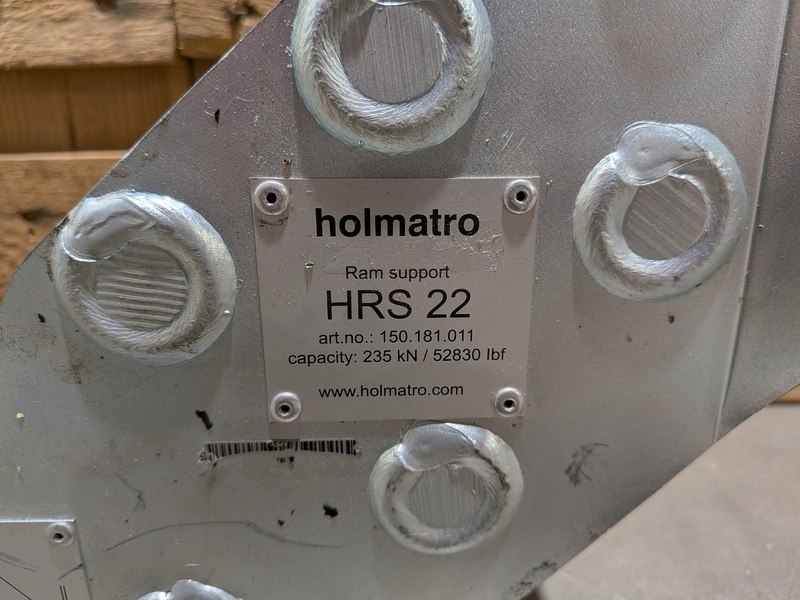 holmatro
Ram support
HRS 22
art.no.: 150.181.011
capacity: 235 kN / 52830 lbf
www.holmatro.com